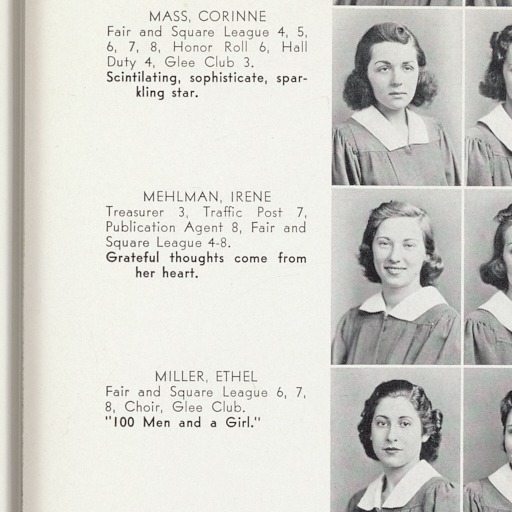 MASS, CORINNE
Fair and Square League 4, 5,
6, 7, 8, Honor Roll 6, Hall
Duty 4, Glee Club 3.
Scintilating, sophisticate, spar-
kling star.
MEHLMAN, IRENE
Treasurer 3, Traffic Post 7,
Publication Agent 8, Fair and
Square League 4-8.
Grateful thoughts come from
her heart.
MILLER, ETHEL
Fair and Square League 6, 7,
8, Choir, Glee Club.
"100 Men and a Girl."